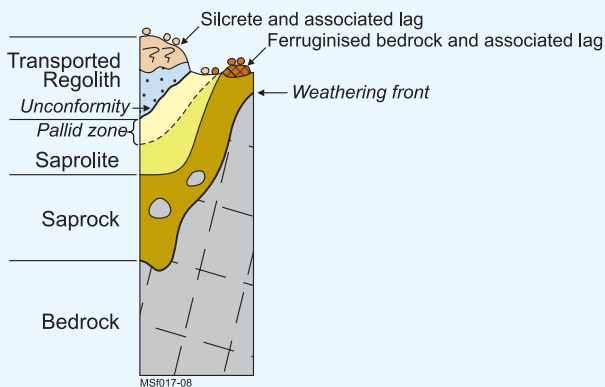 Silcrete and associated lag
Ferruginised bedrock and associated lag
Transported
Regolith
Weathering front
Unconformity
Pallid zone
Saprolite
Saprock
Bedrock
MSf017-08